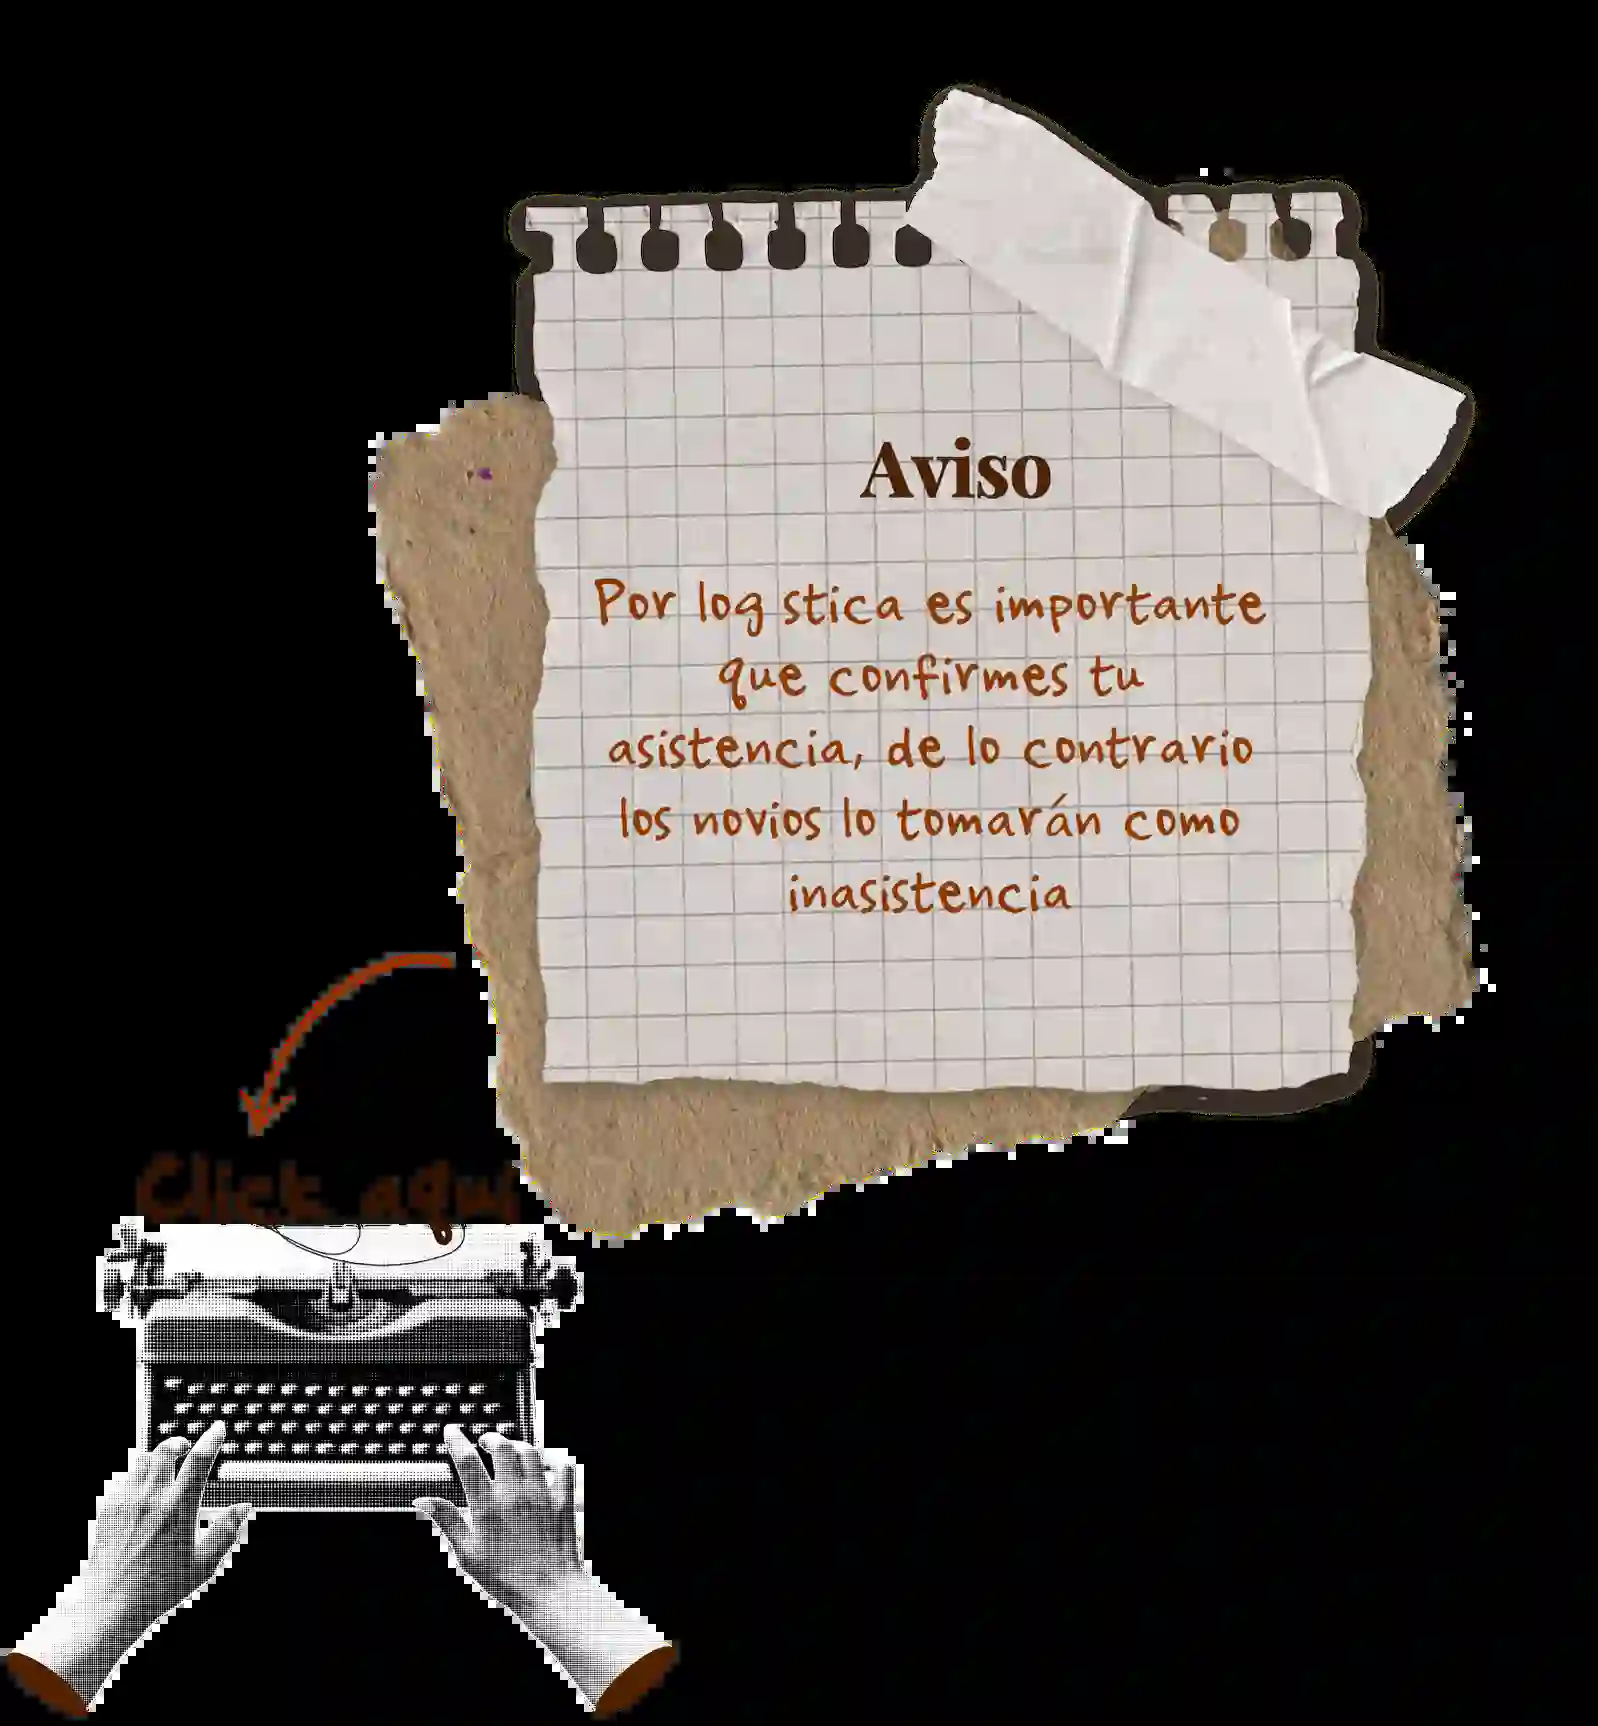 Aviso
Por log stica es importante
que confirmes tu
asistencia, de lo contrario
los novios lo tomarán como
inasistencia
Click aqui